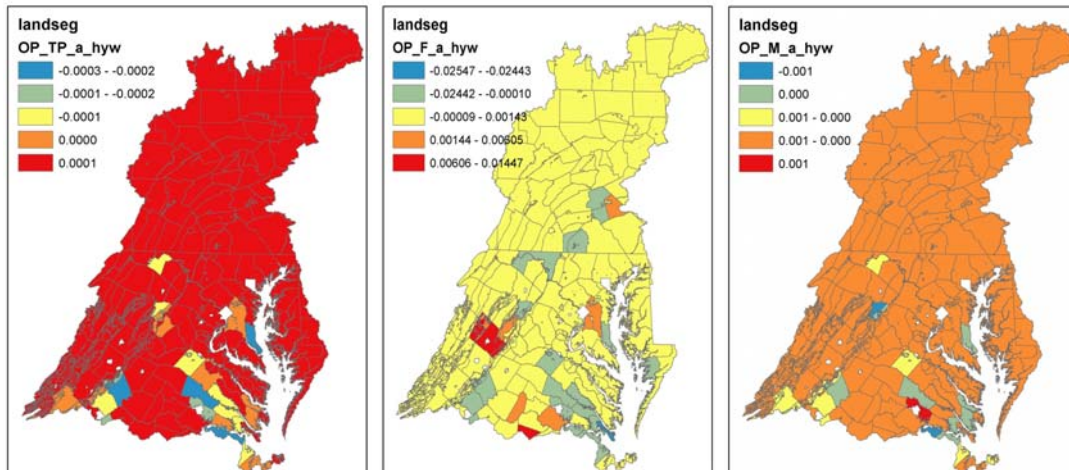 landseg
OP_TP_a_hyw
-0.0003 - -0.0002
-0.0001 - -0.0002
-0.0001
0.0000
0.0001
landseg
OP_F_a_hyw
-0.02547 - -0.02443
-0.02442 - -0.00010
-0.00009 - 0.00143
0.00144 - 0.00605
0.00606 - 0.01447
landseg
OP_M_a_hyw
-0.001
0.000
0.001 - 0.000
0.001 - 0.000
0.001